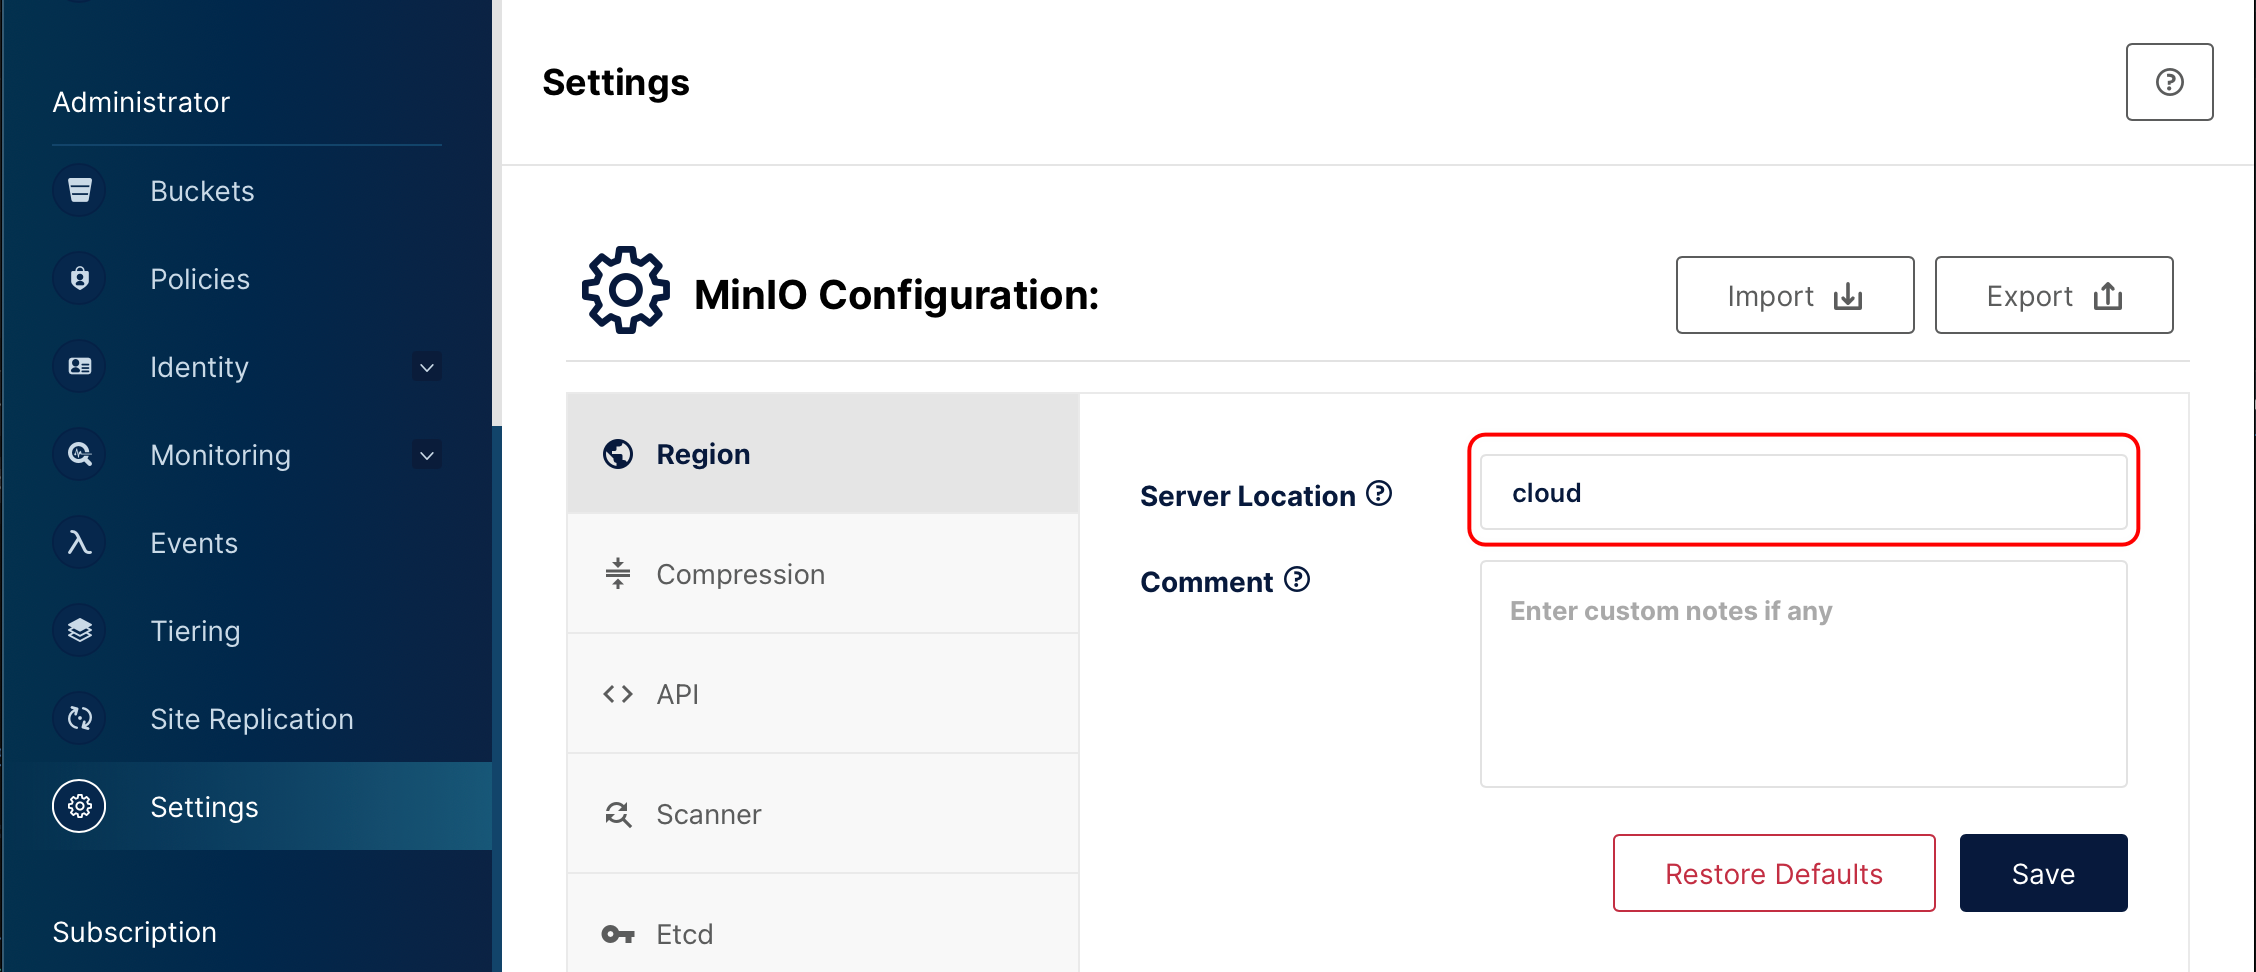 Administrator
Buckets
Policies
Identity
Monitoring
Events
Tiering
Site Replication
Settings
Subscription
Settings
MinIO Configuration:
Import
Export
Region
Compression
API
Scanner
Etcd
Server Location
cloud
Comment
Enter custom notes if any
Restore Defaults
Save